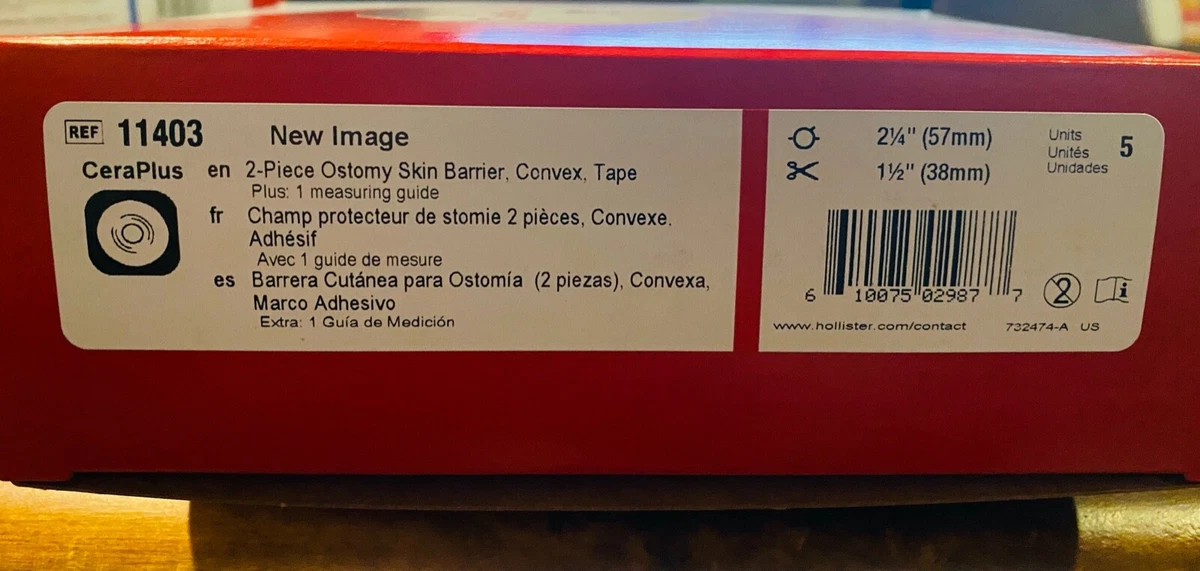 REF 11403 New Image
CeraPlus en 2-Piece Ostomy Skin Barrier, Convex, Tape
Plus: 1 measuring guide
fr Champ protecteur de stomie 2 pièces, Convexe.
Adhésif
Avec 1 guide de mesure
es Barrera Cutánea para Ostomía (2 piezas), Convexa,
Marco Adhesivo
Extra: 1 Guía de Medición
2¼" (57mm)
1½" (38mm)
Units
Unités
Unidades
5
6 10075 02987 7
2
i
www.hollister.com/contact 732474-A US